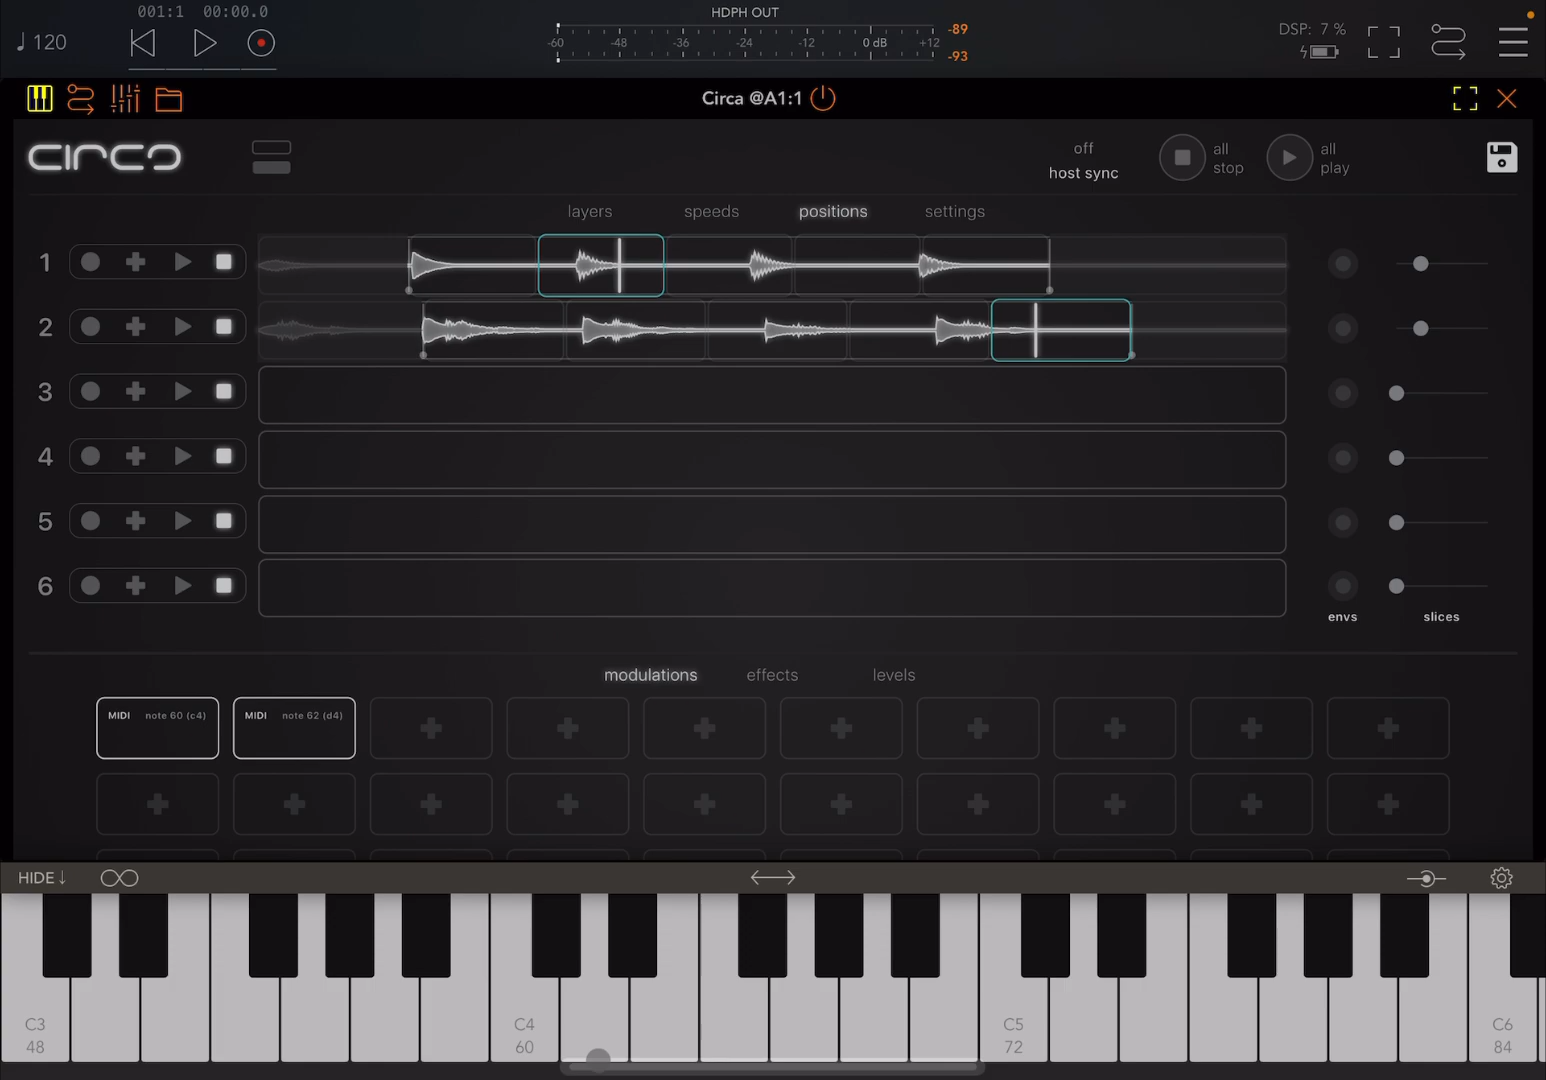 001:1 00:00.0
♩ 120
HDPH OUT
-60 -48 -36 -24 -12 0 dB +12
-89
-93
DSP: 7 %
Circa @A1:1
CIRCA
off
host sync
all stop
all play
layers speeds positions settings
1
2
3
4
5
6
envs slices
modulations effects levels
MIDI note 60 (c4)
MIDI note 62 (d4)
HIDE↓
C3 C4 C5 C6
48 60 72 84